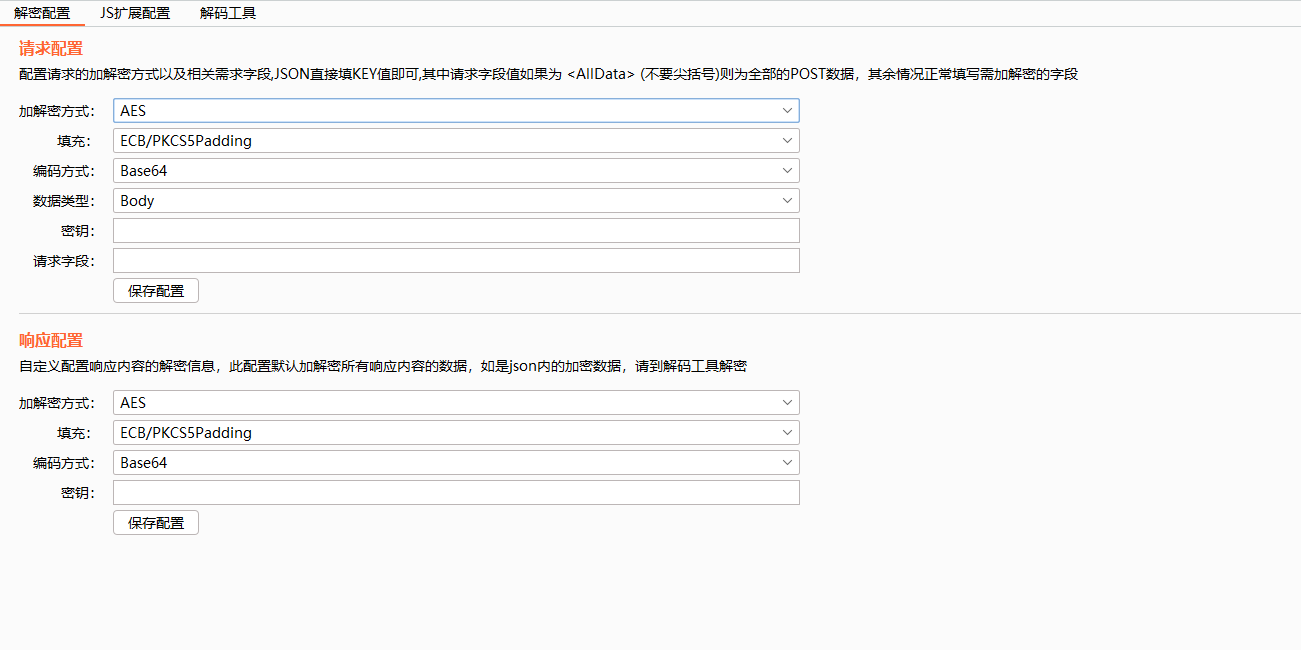 解密配置 JS扩展配置 解码工具
请求配置
配置请求的加解密方式以及相关需求字段,JSON直接填KEY值即可,其中请求字段值如果为 <AllData> (不要尖括号)则为全部的POST数据，其余情况正常填写需加解密的字段
加解密方式： AES
填充： ECB/PKCS5Padding
编码方式： Base64
数据类型： Body
密钥：
请求字段：
保存配置
响应配置
自定义配置响应内容的解密信息，此配置默认加解密所有响应内容的数据，如是json内的加密数据，请到解码工具解密
加解密方式： AES
填充： ECB/PKCS5Padding
编码方式： Base64
密钥：
保存配置